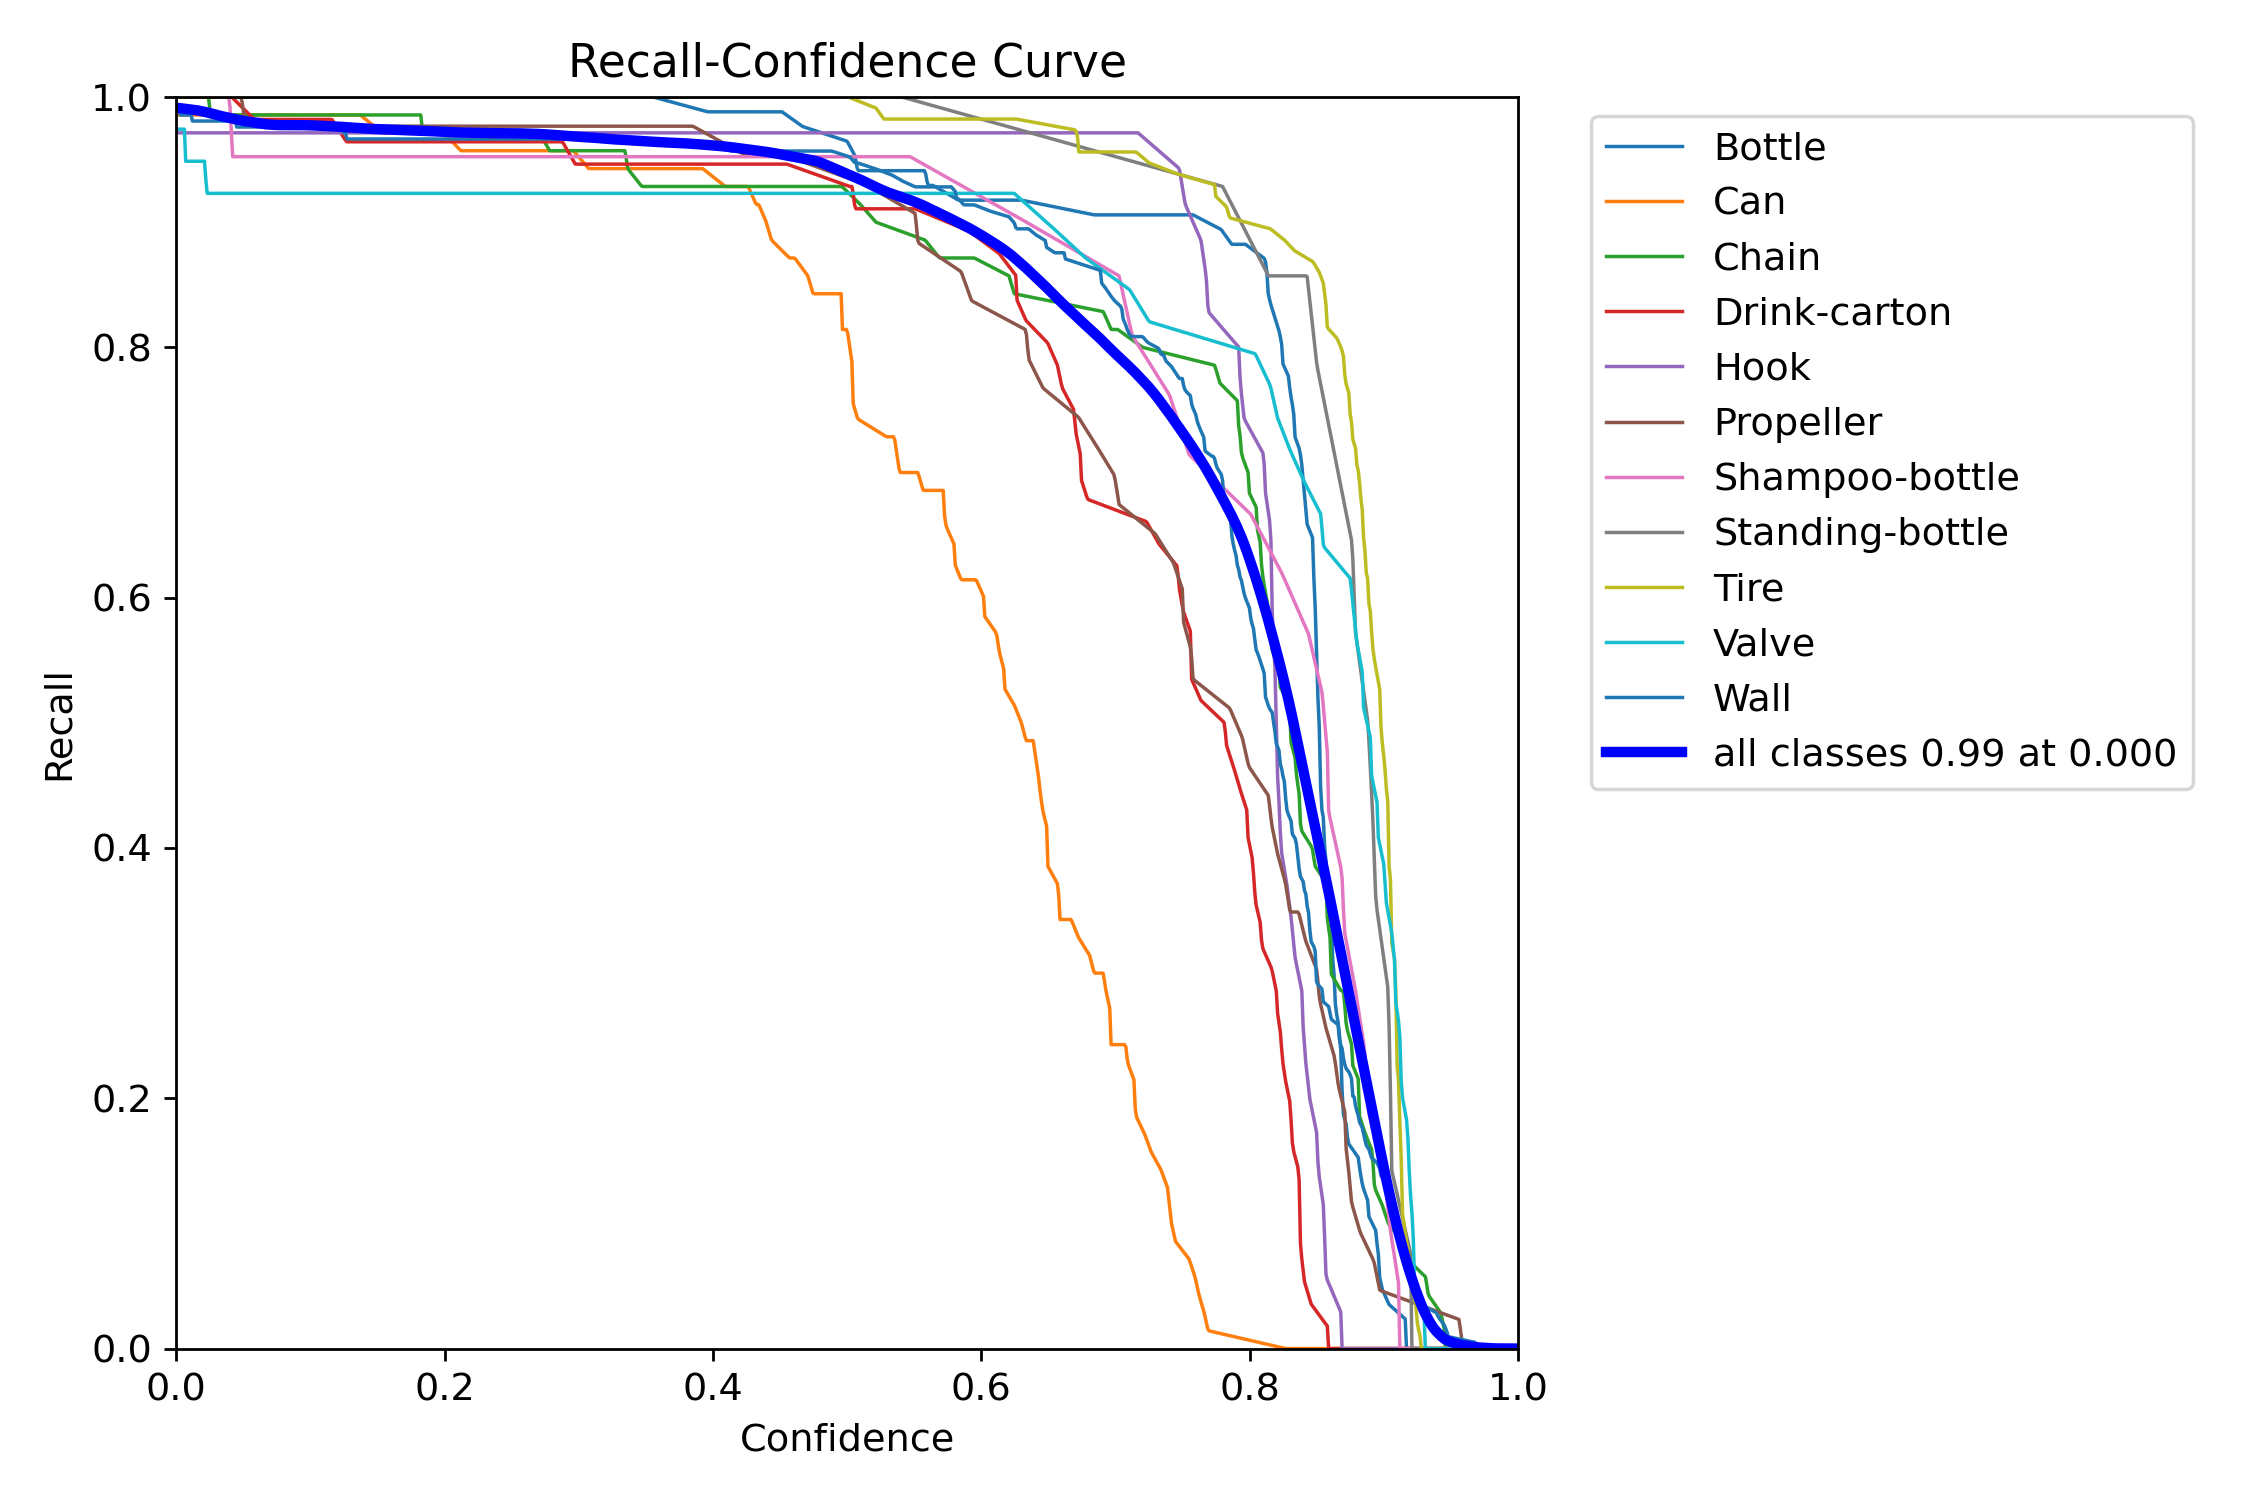 Recall-Confidence Curve
1.0
0.8
0.6
0.4
0.2
0.0
Recall
0.0 0.2 0.4 0.6 0.8 1.0
Confidence
Bottle
Can
Chain
Drink-carton
Hook
Propeller
Shampoo-bottle
Standing-bottle
Tire
Valve
Wall
all classes 0.99 at 0.000